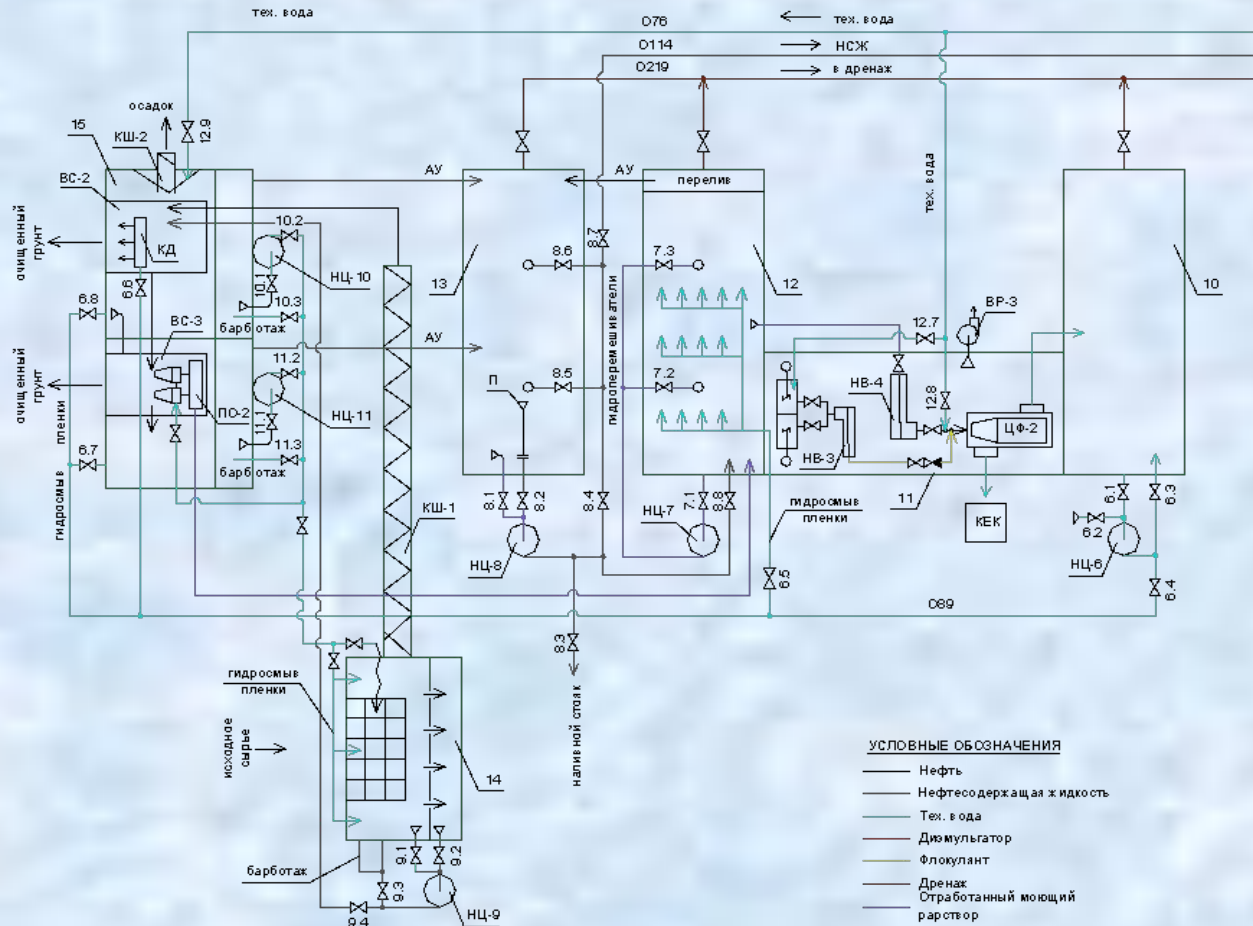 тех. вода
О76
тех. вода
О114
НСЖ
О219
в дренаж
осадок
15
КШ-2
12.9
ВС-2
АУ
АУ
перелив
тех. вода
очищенный
грунт
КД
10.2
НЦ-10
10.1
10.3
барботаж
6.6
6.8
13
8.6
8.7
7.3
12
10
гидроперемешиватели
ВР-3
12.7
ВС-3
АУ
11.2
НЦ-11
11.1
11.3
барботаж
очищенный
грунт
пленки
гидросмыв
ПО-2
6.7
П
8.5
7.2
НВ-4
12.8
ЦФ-2
НВ-3
КШ-1
8.1
8.2
8.4
НЦ-8
НЦ-7
7.1
8.8
гидросмыв
пленки
11
КЕК
6.1
6.3
6.2
НЦ-6
6.5
6.4
О89
8.3
наливной стояк
гидросмыв
пленки
исходное
сырье
14
барботаж
9.1
9.2
9.3
9.4
НЦ-9
УСЛОВНЫЕ ОБОЗНАЧЕНИЯ
Нефть
Нефтесодержащая жидкость
Тех. вода
Диэмульгатор
Флокулант
Дренаж
Отработанный моющий
рарствор